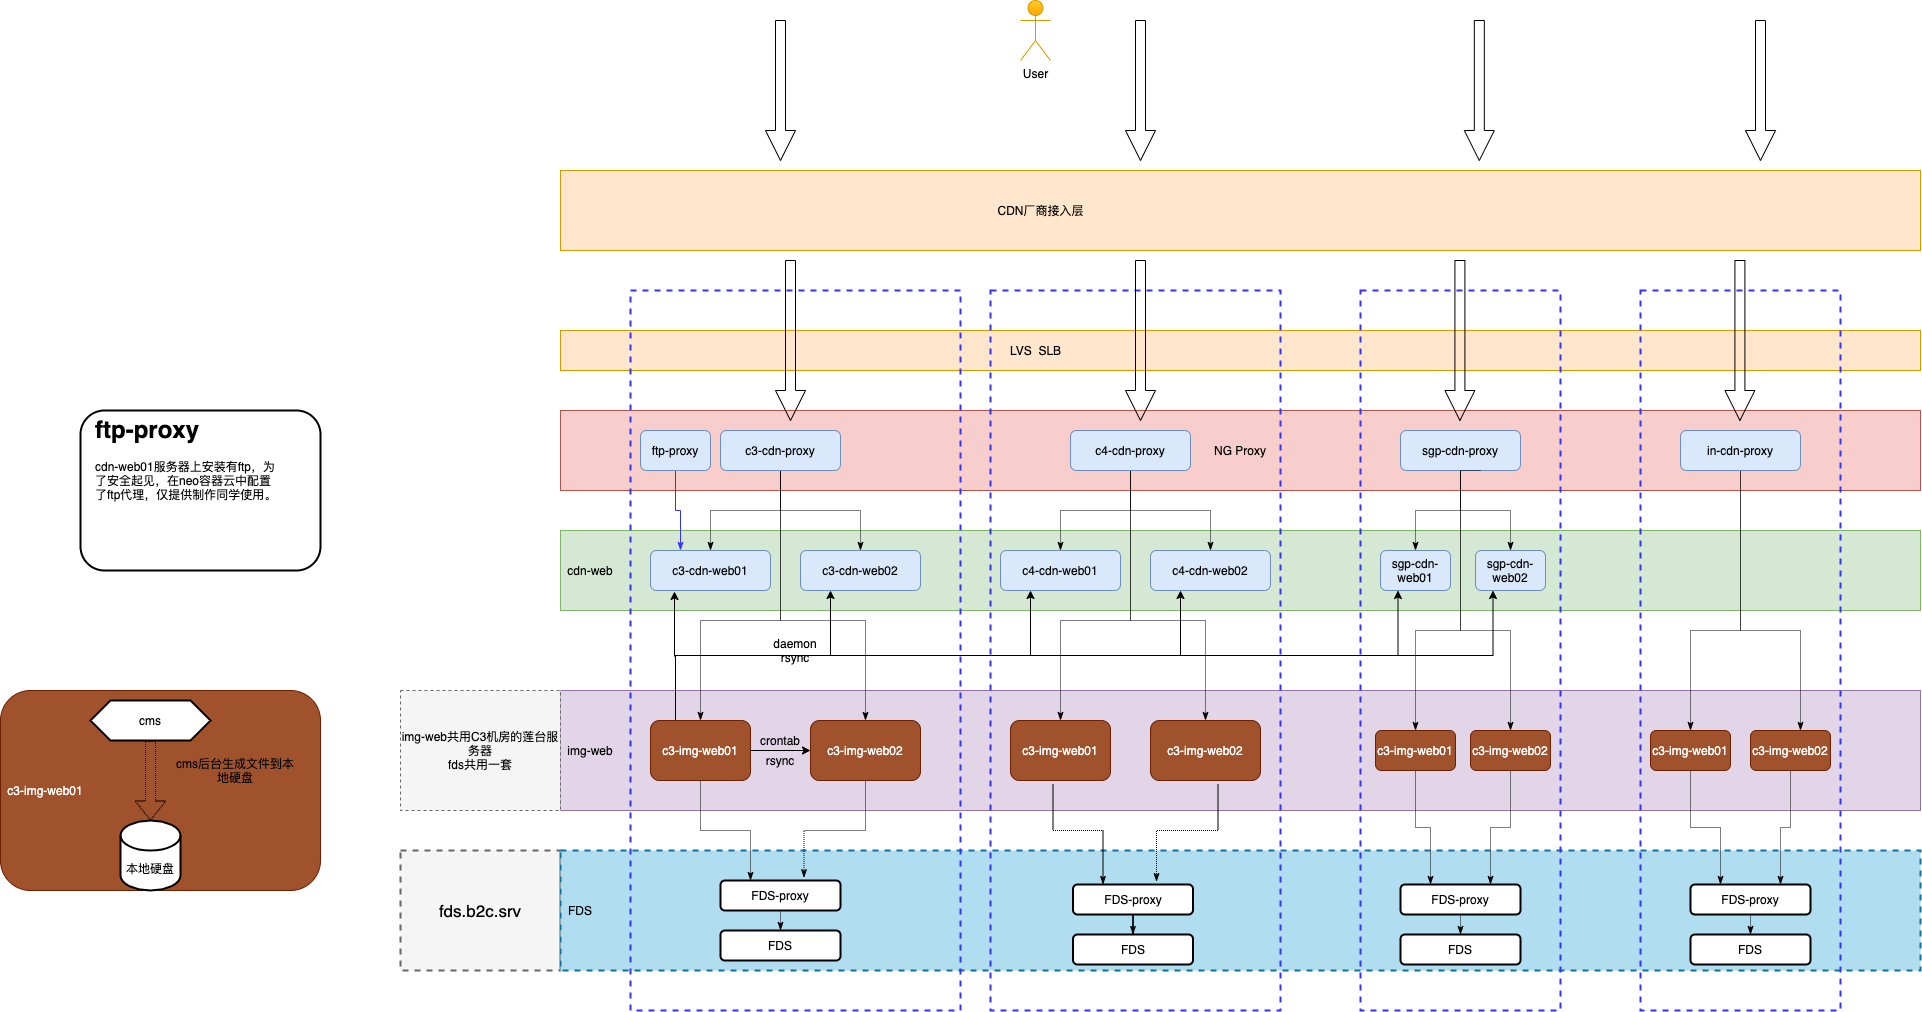 User
CDN厂商接入层
LVS  SLB
ftp-proxy
c3-cdn-proxy
c4-cdn-proxy
NG Proxy
sgp-cdn-proxy
in-cdn-proxy
ftp-proxy
cdn-web01服务器上安装有ftp，为
了安全起见，在neo容器云中配置
了ftp代理，仅提供制作同学使用。
cdn-web
c3-cdn-web01
c3-cdn-web02
c4-cdn-web01
c4-cdn-web02
sgp-cdn-
web01
sgp-cdn-
web02
daemon
rsync
img-web共用C3机房的莲台服
务器
fds共用一套
img-web
c3-img-web01
crontab
rsync
c3-img-web02
c3-img-web01
c3-img-web02
c3-img-web01
c3-img-web02
c3-img-web01
c3-img-web02
cms
cms后台生成文件到本
地硬盘
c3-img-web01
本地硬盘
fds.b2c.srv
FDS
FDS-proxy
FDS
FDS-proxy
FDS
FDS-proxy
FDS
FDS-proxy
FDS